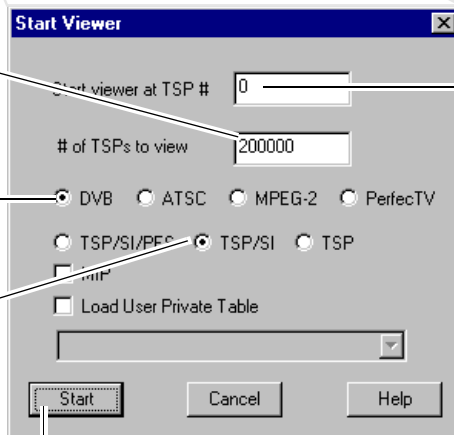 Start Viewer
Start viewer at TSP # 0
# of TSPs to view 200000
DVB ATSC MPEG-2 PerfecTV
TSP/SI/PES TSP/SI TSP
MIP
Load User Private Table
Start Cancel Help